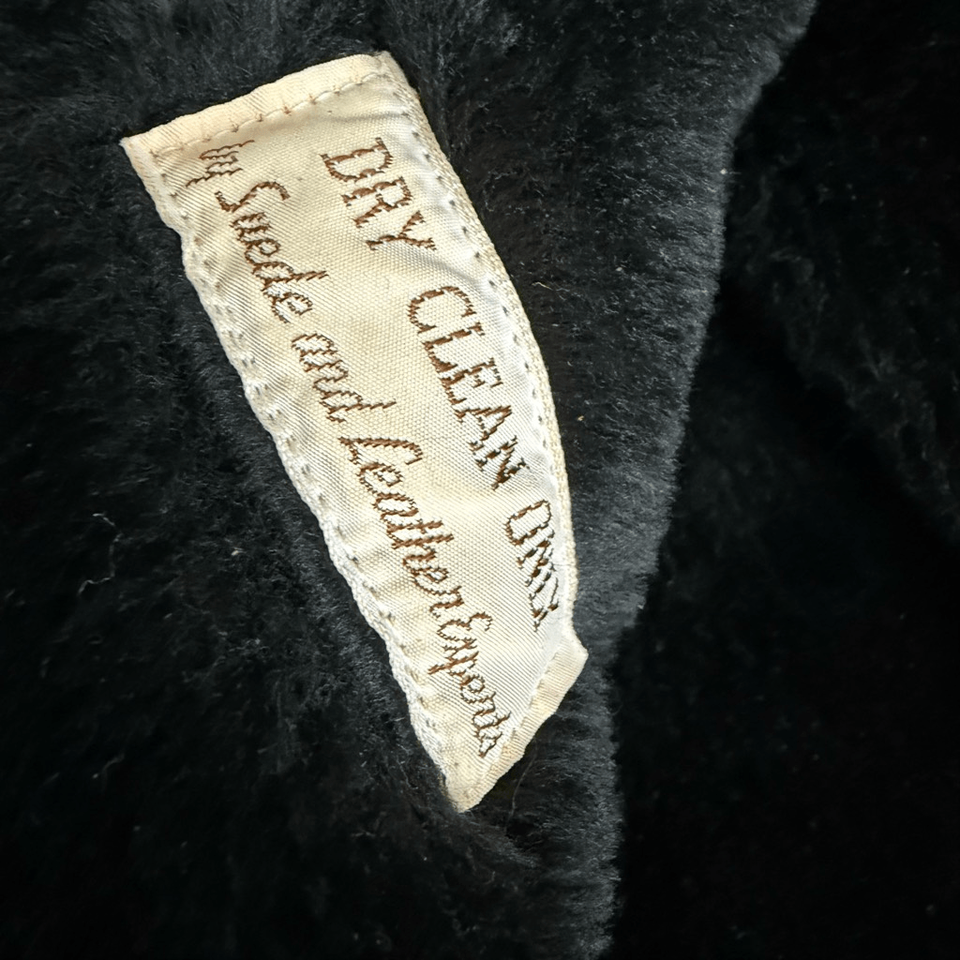 DRY CLEAN ONLY
by Suede and Leather Experts